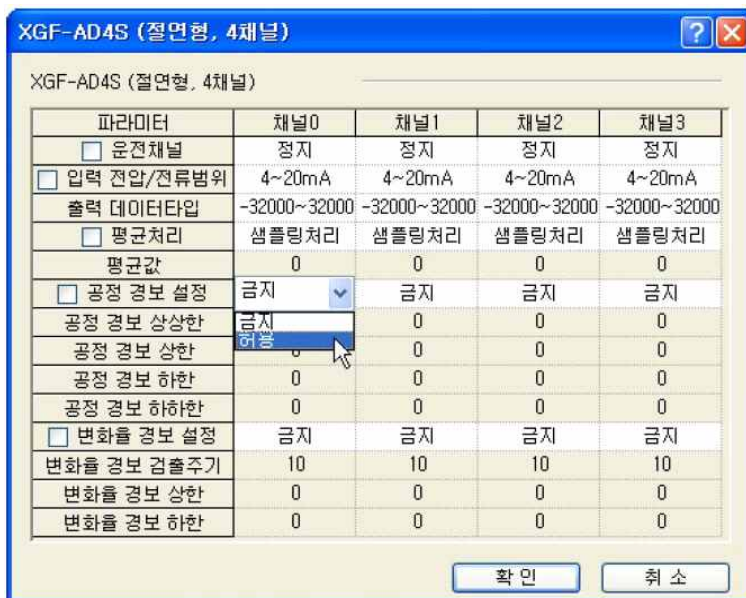 XGF-AD4S (절연형, 4채널)
XGF-AD4S (절연형, 4채널)
파라미터 채널0 채널1 채널2 채널3
운전채널 정지 정지 정지 정지
입력 전압/전류범위 4~20mA 4~20mA 4~20mA 4~20mA
출력 데이터타입 -32000~32000 -32000~32000 -32000~32000 -32000~32000
평균처리 샘플링처리 샘플링처리 샘플링처리 샘플링처리
평균값 0 0 0 0
공정 경보 설정 금지 금지 금지 금지
공정 경보 상상한 금지 0 0 0
공정 경보 상한 허용 0 0 0
공정 경보 하한 0 0 0 0
공정 경보 하하한 0 0 0 0
변화율 경보 설정 금지 금지 금지 금지
변화율 경보 검출주기 10 10 10 10
변화율 경보 상한 0 0 0 0
변화율 경보 하한 0 0 0 0
확인 취소